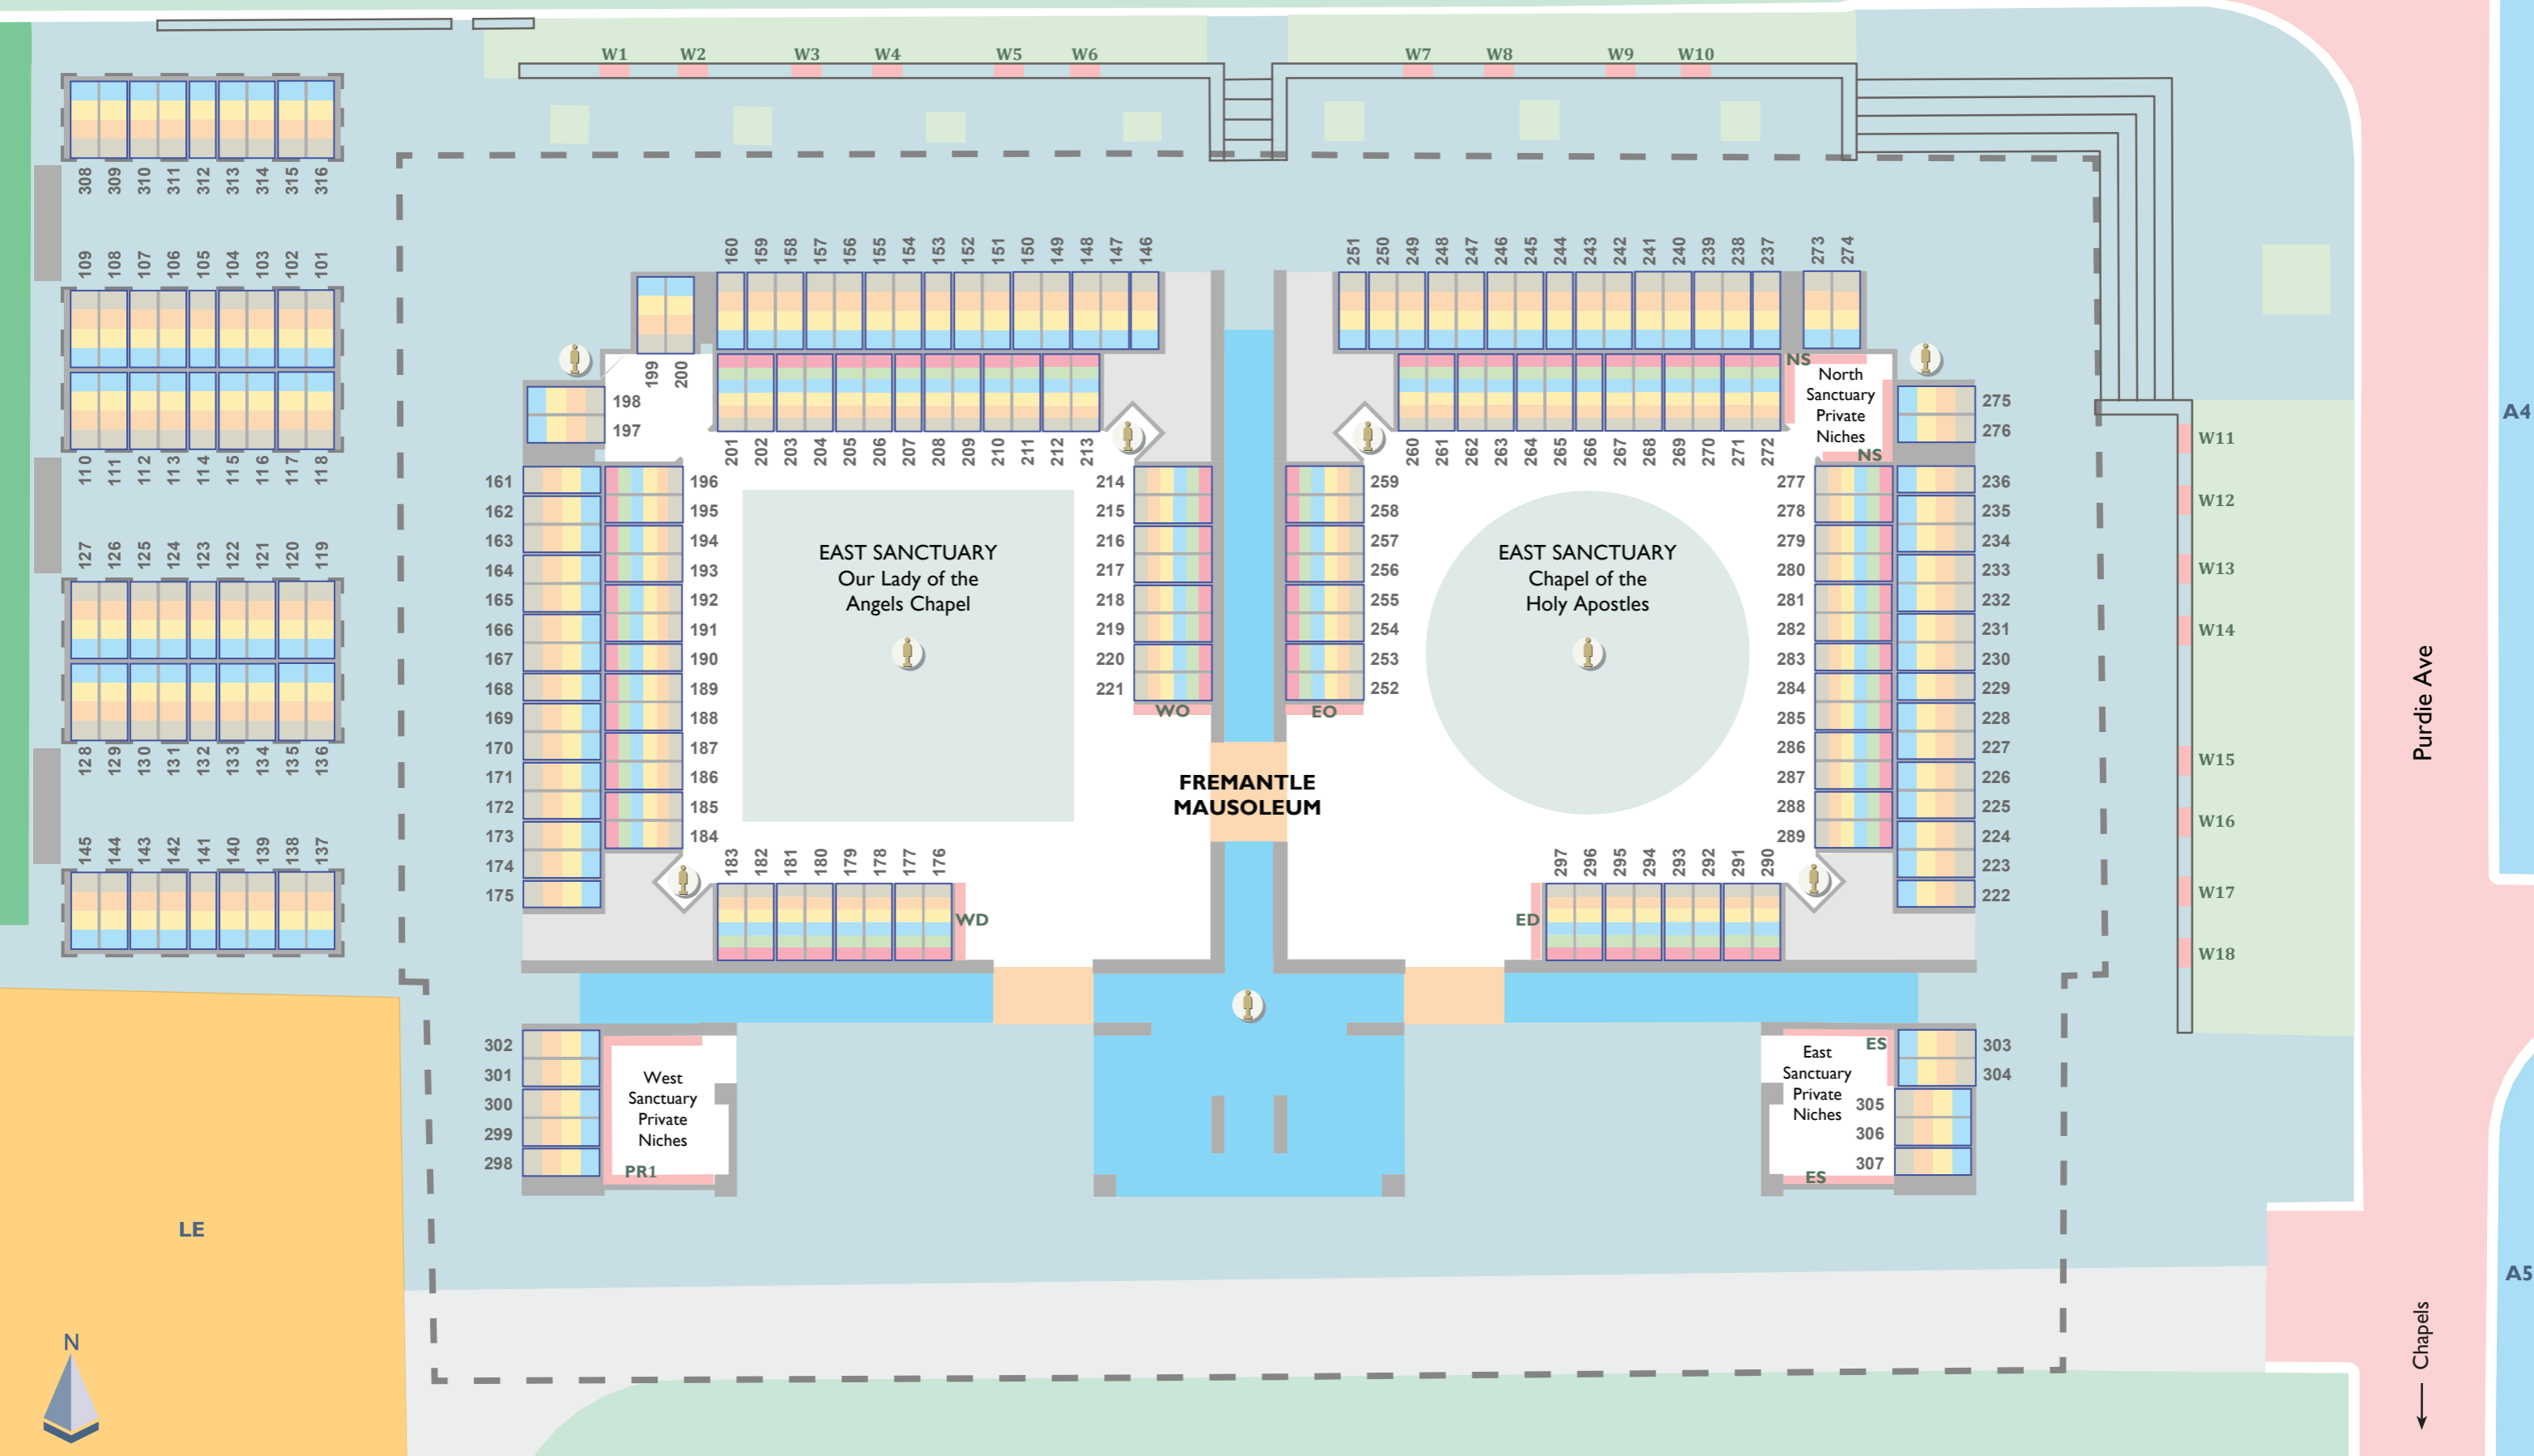 W1 W2 W3 W4 W5 W6 W7 W8 W9 W10
308 309 310 311 312 313 314 315 316
109 108 107 106 105 104 103 102 101
160 159 158 157 156 155 154 153 152 151 150 149 148 147 146
251 250 249 248 247 246 245 244 243 242 241 240 239 238 237
273 274
199 200
198
197
NS
North
Sanctuary
Private
Niches
NS
275
276
A4
110 111 112 113 114 115 116 117 118
201 202 203 204 205 206 207 208 209 210 211 212 213
260 261 262 263 264 265 266 267 268 269 270 271 272
W11
W12
W13
W14
W15
W16
W17
W18
161
162
163
164
165
166
167
168
169
170
171
172
173
174
175
196
195
194
193
192
191
190
189
188
187
186
185
184
EAST SANCTUARY
Our Lady of the
Angels Chapel
214
215
216
217
218
219
220
221
WO
259
258
257
256
255
254
253
252
EO
EAST SANCTUARY
Chapel of the
Holy Apostles
277
278
279
280
281
282
283
284
285
286
287
288
289
236
235
234
233
232
231
230
229
228
227
226
225
224
223
222
127 126 125 124 123 122 121 120 119
128 129 130 131 132 133 134 135 136
Purdie Ave
FREMANTLE
MAUSOLEUM
145 144 143 142 141 140 139 138 137
183 182 181 180 179 178 177 176
WD
297 296 295 294 293 292 291 290
ED
302
301
300
299
298
West
Sanctuary
Private
Niches
PR1
ES
East
Sanctuary
Private
Niches
ES
303
304
305
306
307
LE
A5
N
Chapels